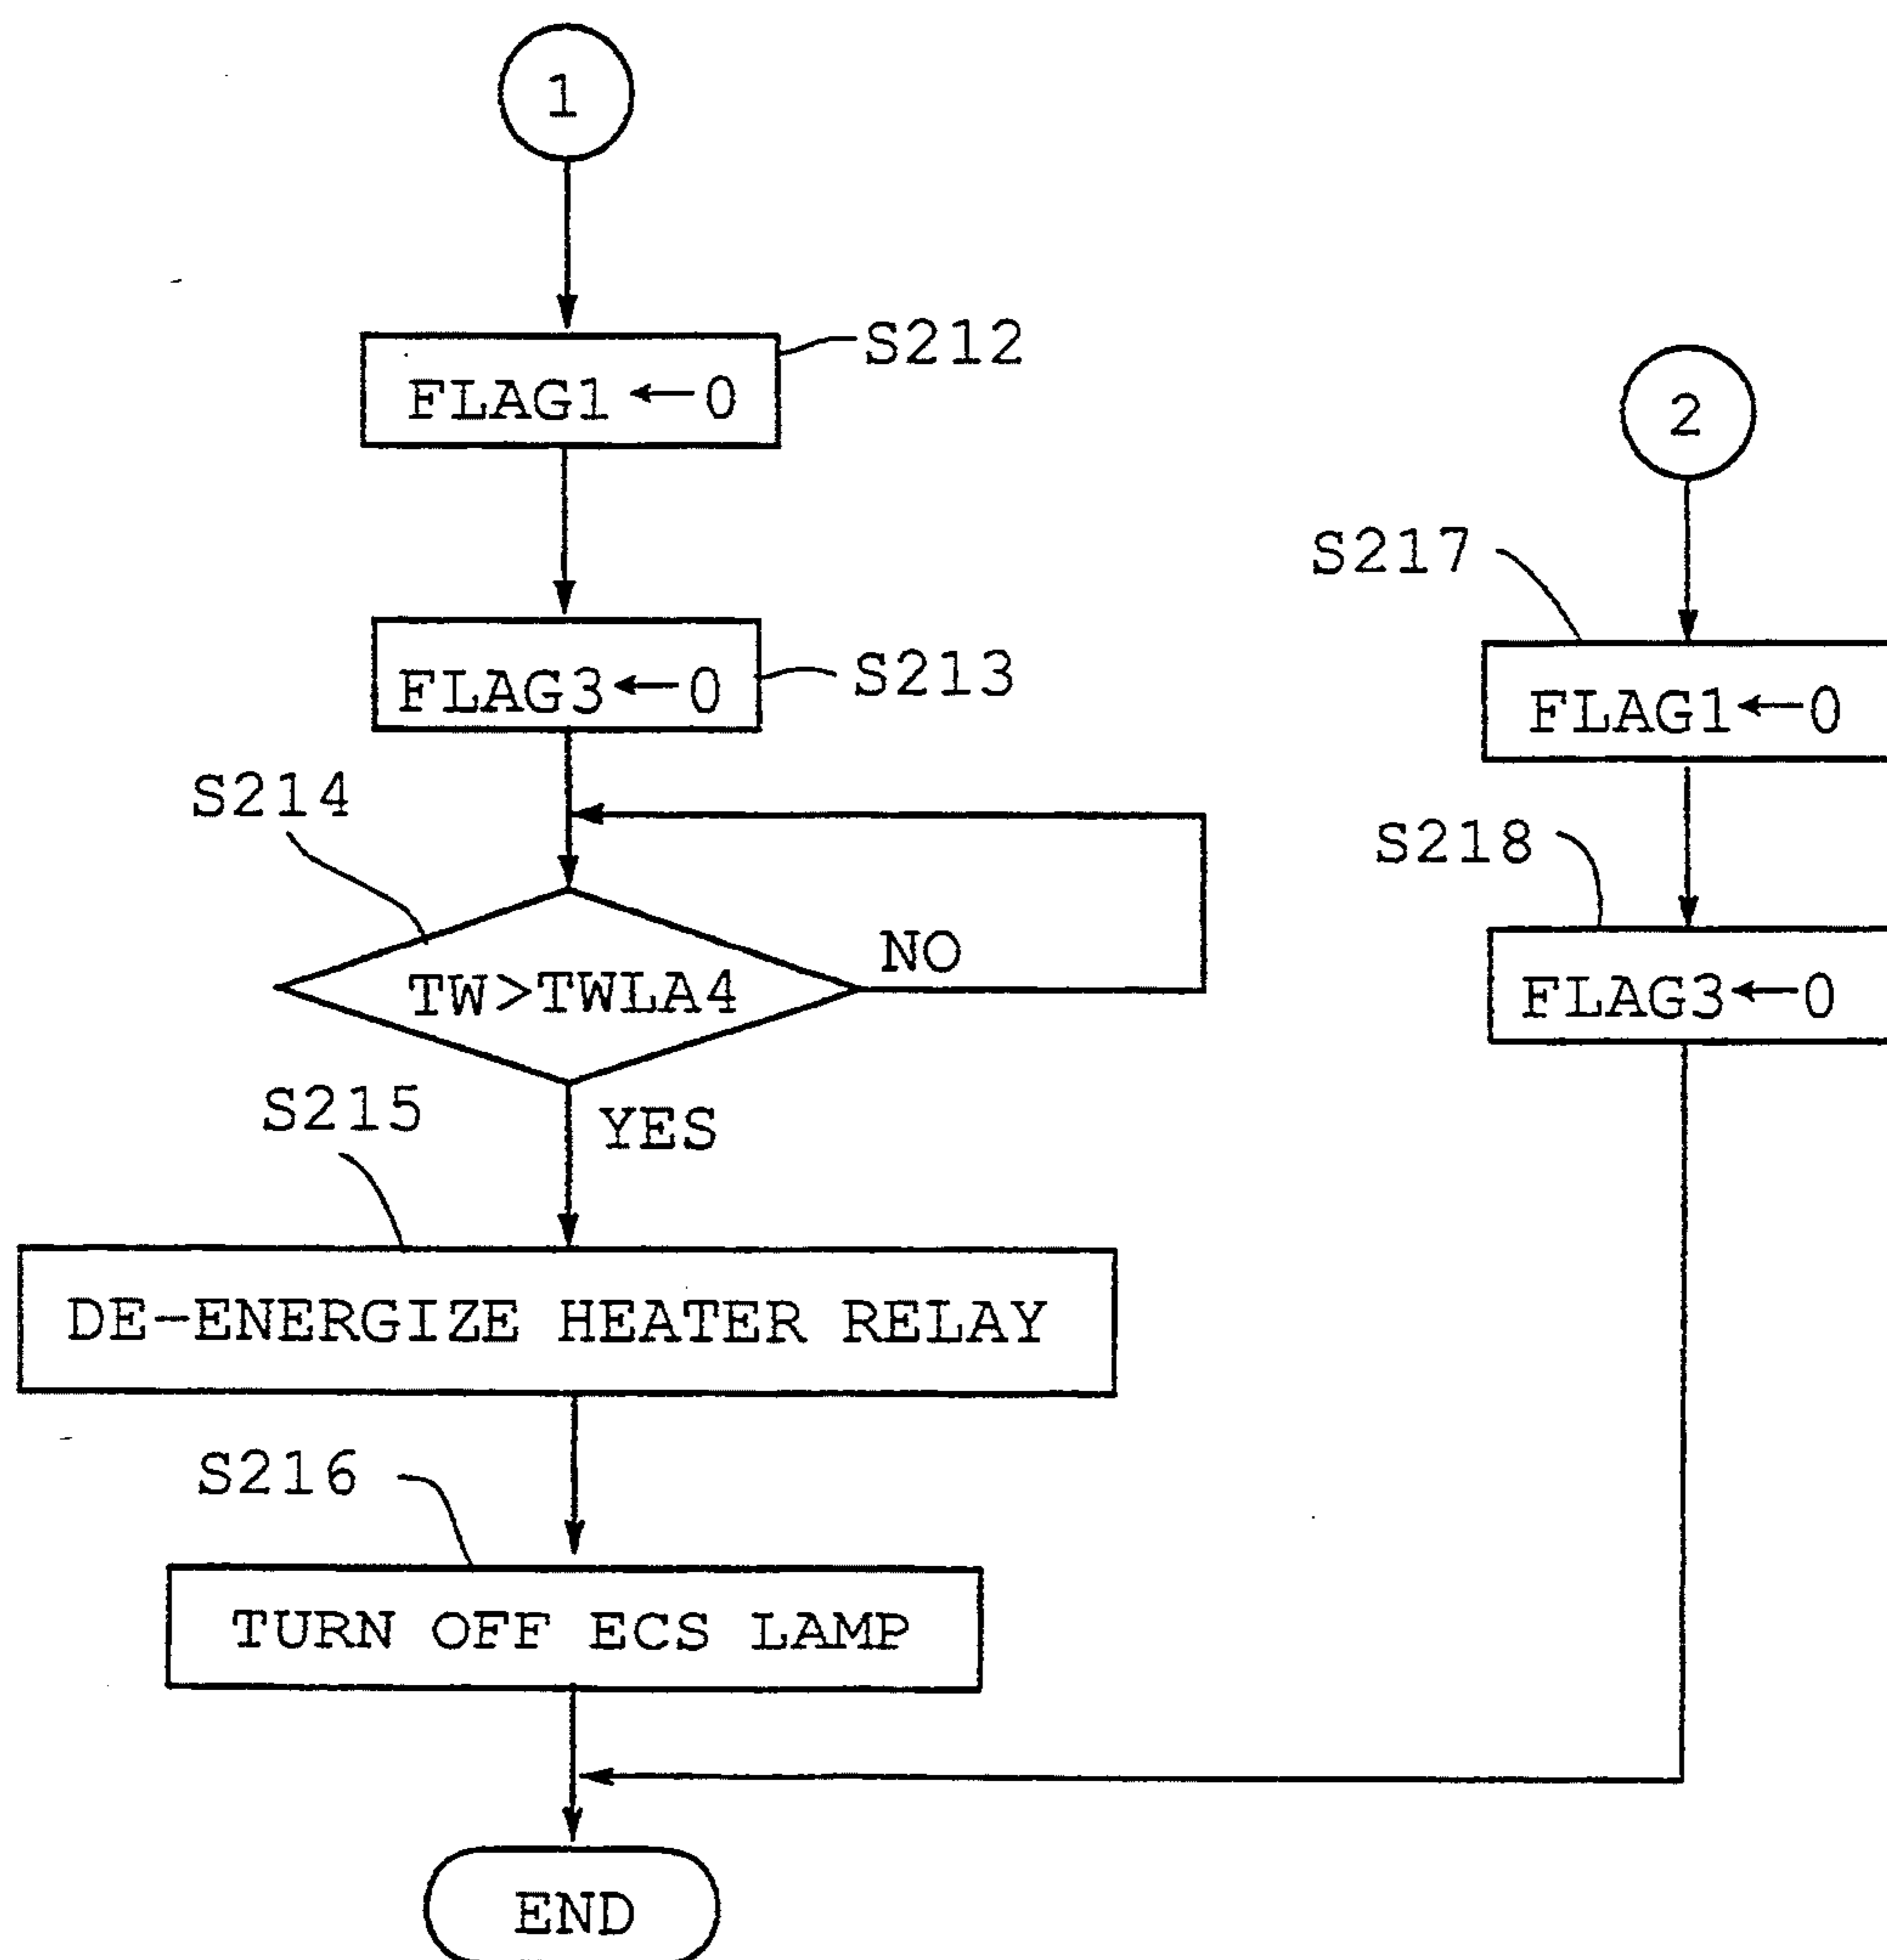 1
S212
FLAG1←0
S213
FLAG3←0
S214
TW>TWLA4
NO
YES
S215
DE-ENERGIZE HEATER RELAY
S216
TURN OFF ECS LAMP
END
2
S217
FLAG1←0
S218
FLAG3←0